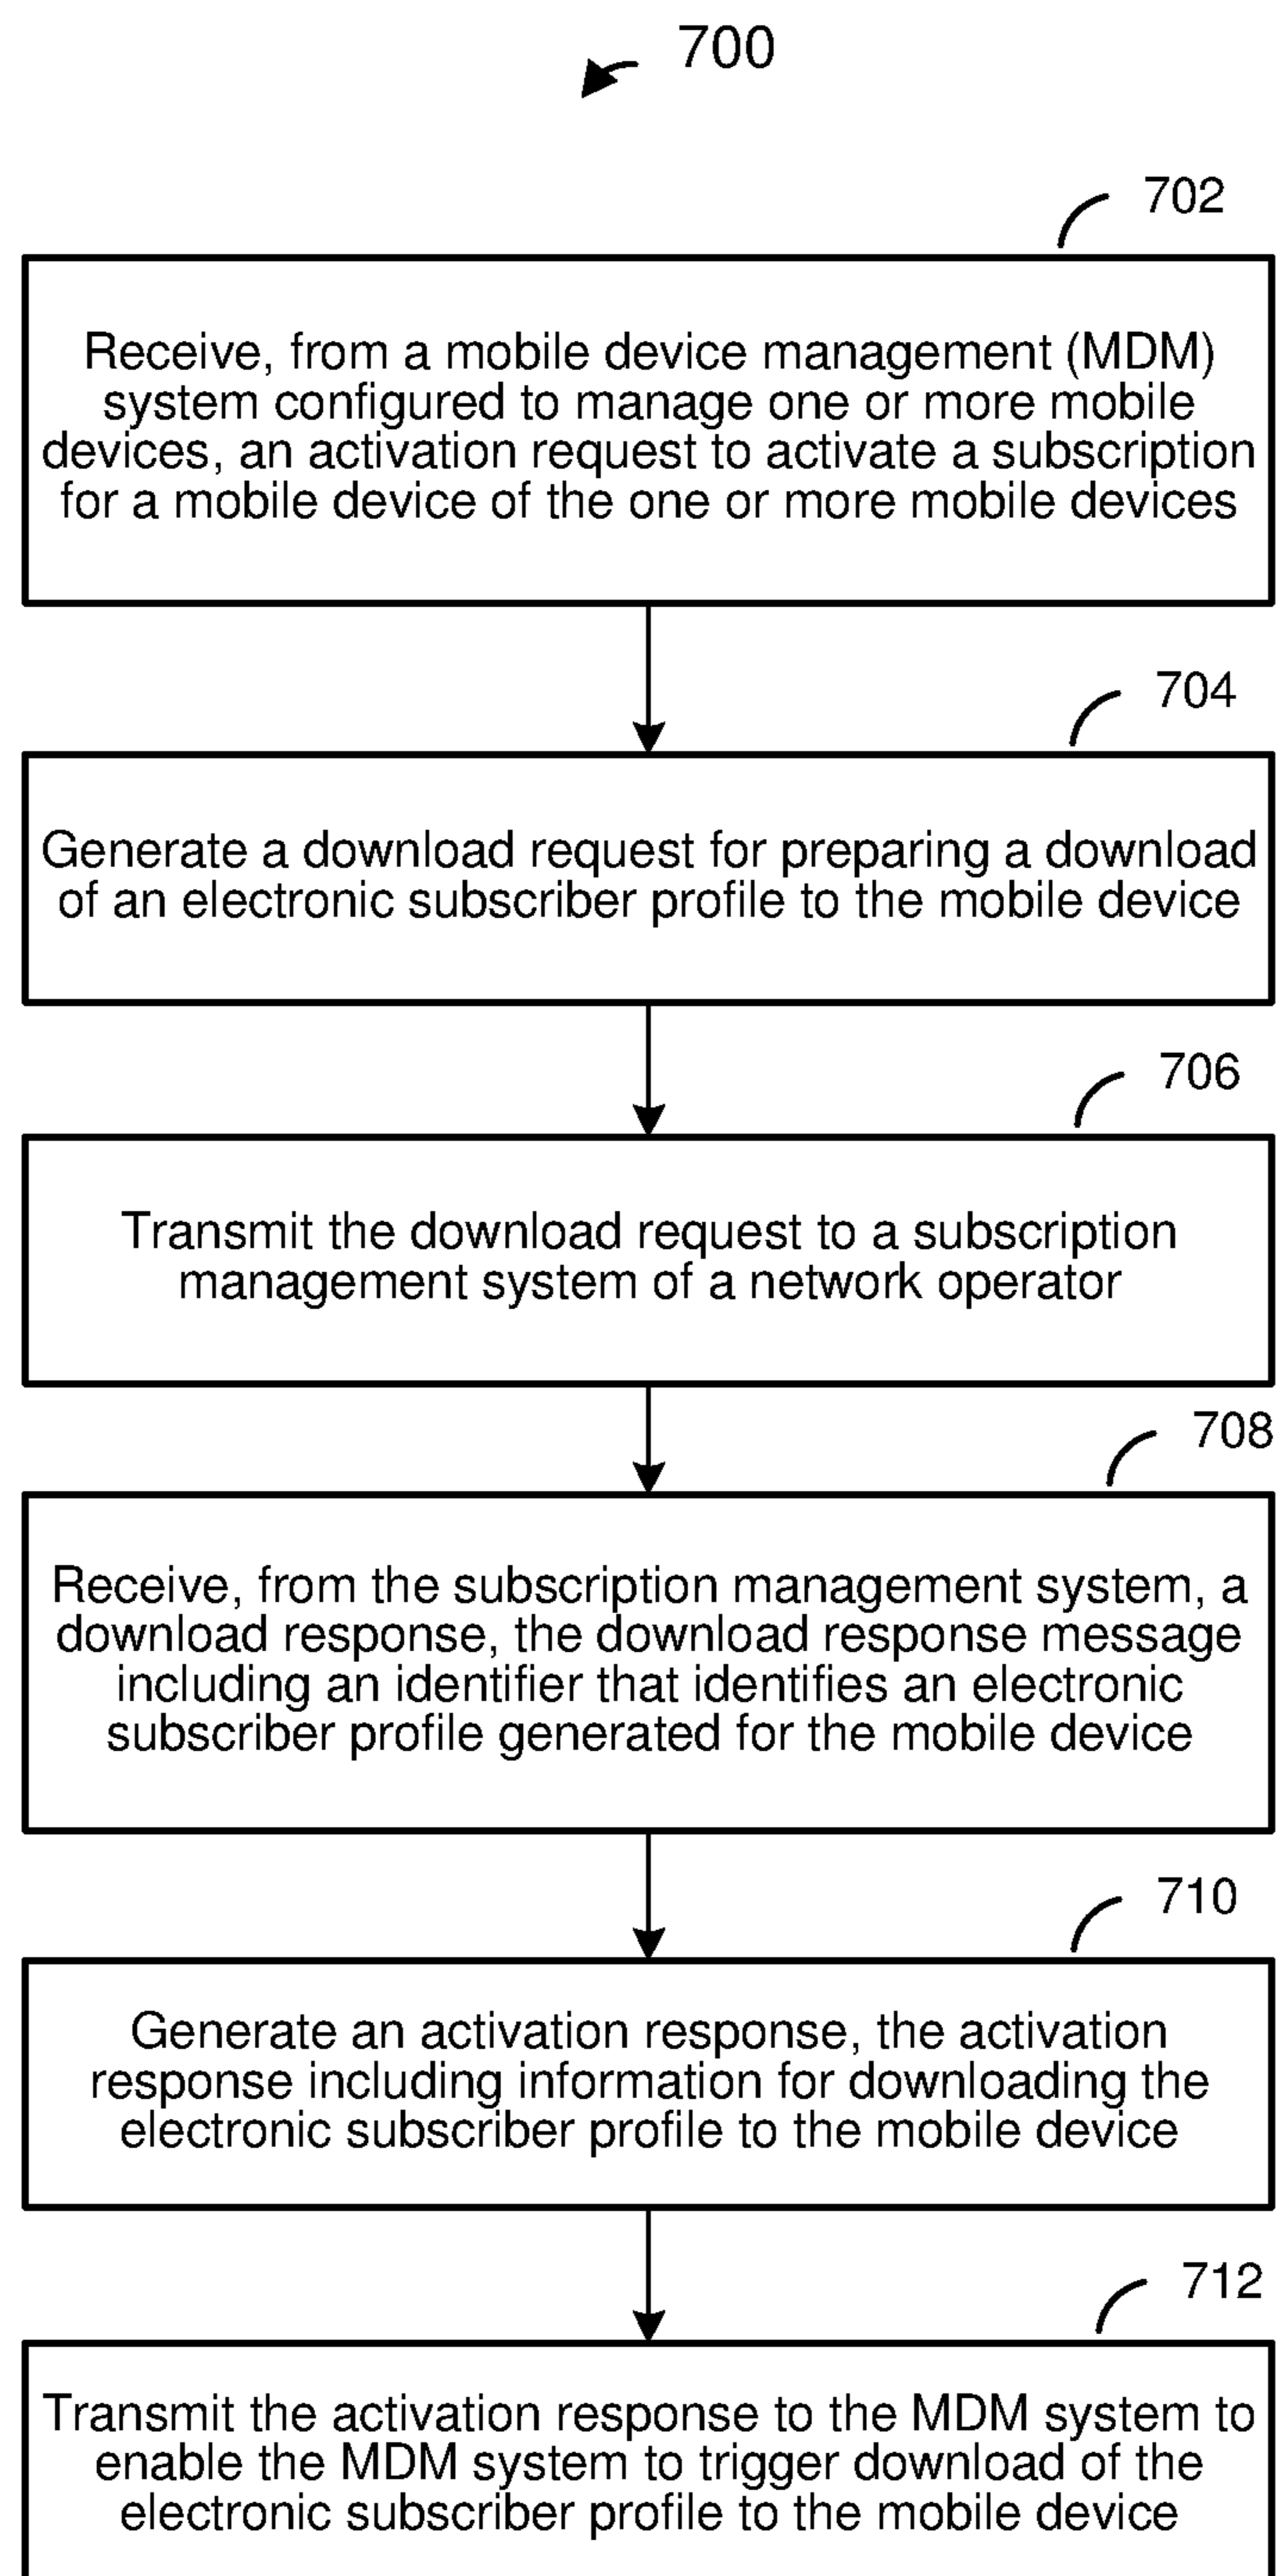 700
702
Receive, from a mobile device management (MDM)
system configured to manage one or more mobile
devices, an activation request to activate a subscription
for a mobile device of the one or more mobile devices
704
Generate a download request for preparing a download
of an electronic subscriber profile to the mobile device
706
Transmit the download request to a subscription
management system of a network operator
708
Receive, from the subscription management system, a
download response, the download response message
including an identifier that identifies an electronic
subscriber profile generated for the mobile device
710
Generate an activation response, the activation
response including information for downloading the
electronic subscriber profile to the mobile device
712
Transmit the activation response to the MDM system to
enable the MDM system to trigger download of the
electronic subscriber profile to the mobile device